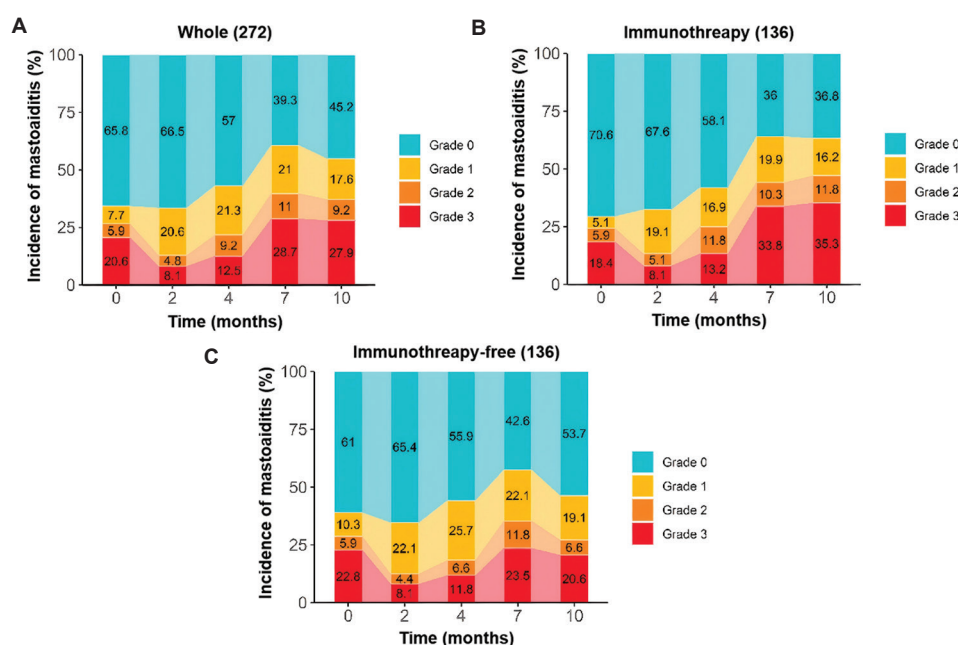 A
Whole (272)
Incidence of mastoaiditis (%)
100
75
50
25
0
65.8
7.7
5.9
20.6
66.5
20.6
4.8
8.1
57
21.3
9.2
12.5
39.3
21
11
28.7
45.2
17.6
9.2
27.9
0 2 4 7 10
Time (months)
Grade 0
Grade 1
Grade 2
Grade 3
B
Immunothreapy (136)
Incidence of mastoaiditis (%)
100
75
50
25
0
70.6
5.1
5.9
18.4
67.6
19.1
5.1
8.1
58.1
16.9
11.8
13.2
36
19.9
10.3
33.8
36.8
16.2
11.8
35.3
0 2 4 7 10
Time (months)
Grade 0
Grade 1
Grade 2
Grade 3
C
Immunothreapy-free (136)
Incidence of mastoaiditis (%)
100
75
50
25
0
61
10.3
5.9
22.8
65.4
22.1
4.4
8.1
55.9
25.7
6.6
11.8
42.6
22.1
11.8
23.5
53.7
19.1
6.6
20.6
0 2 4 7 10
Time (months)
Grade 0
Grade 1
Grade 2
Grade 3